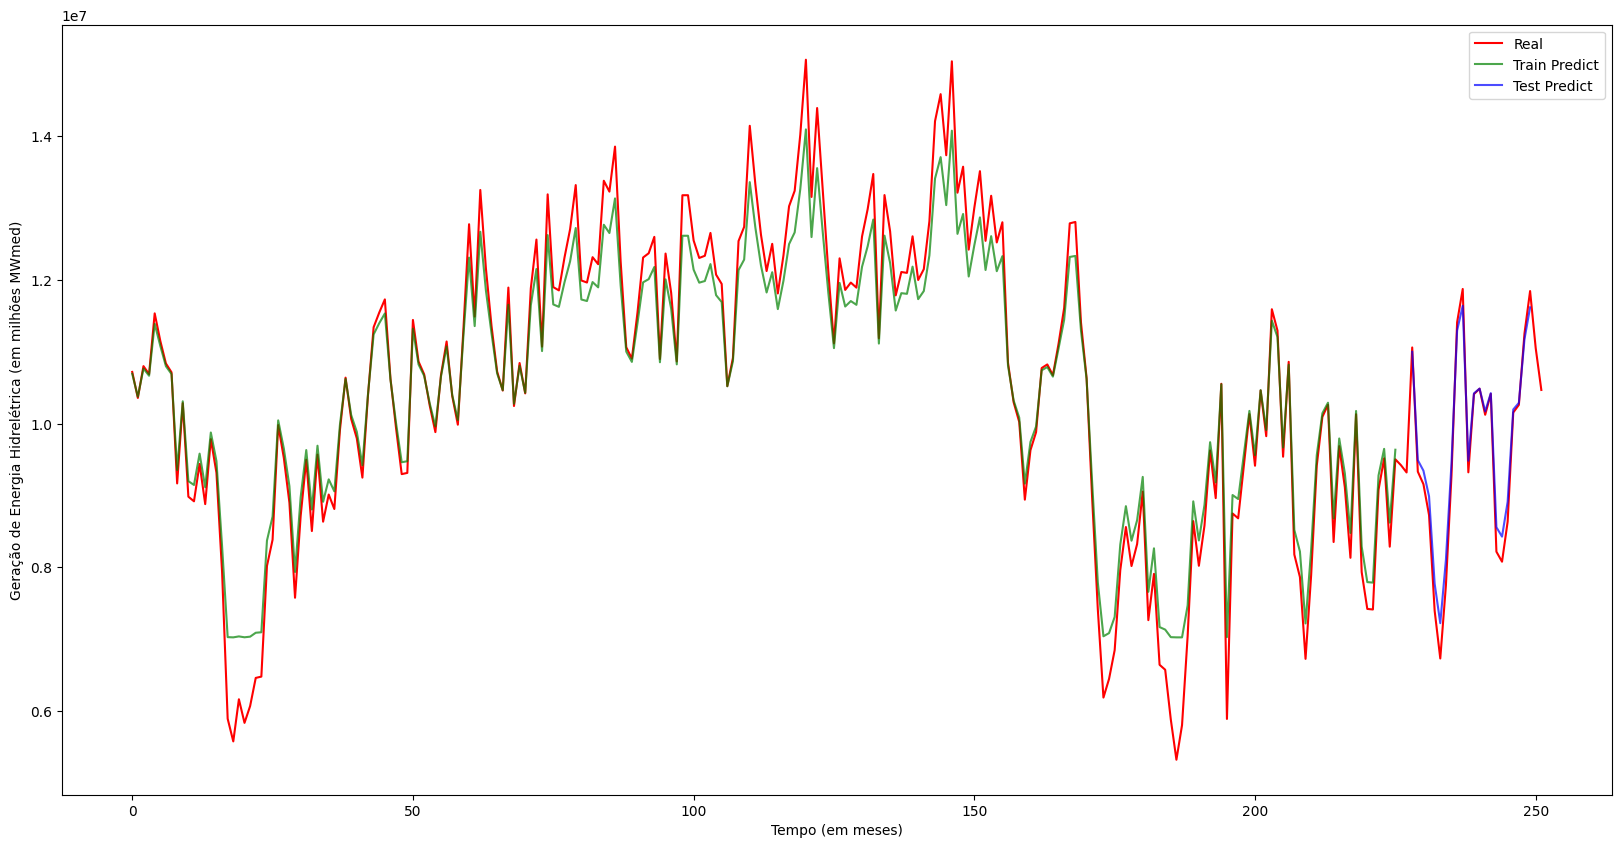 1e7
Real
Train Predict
Test Predict
1.4
1.2
1.0
0.8
0.6
Geração de Energia Hidrelétrica (em milhões MWmed)
0 50 100 150 200 250
Tempo (em meses)